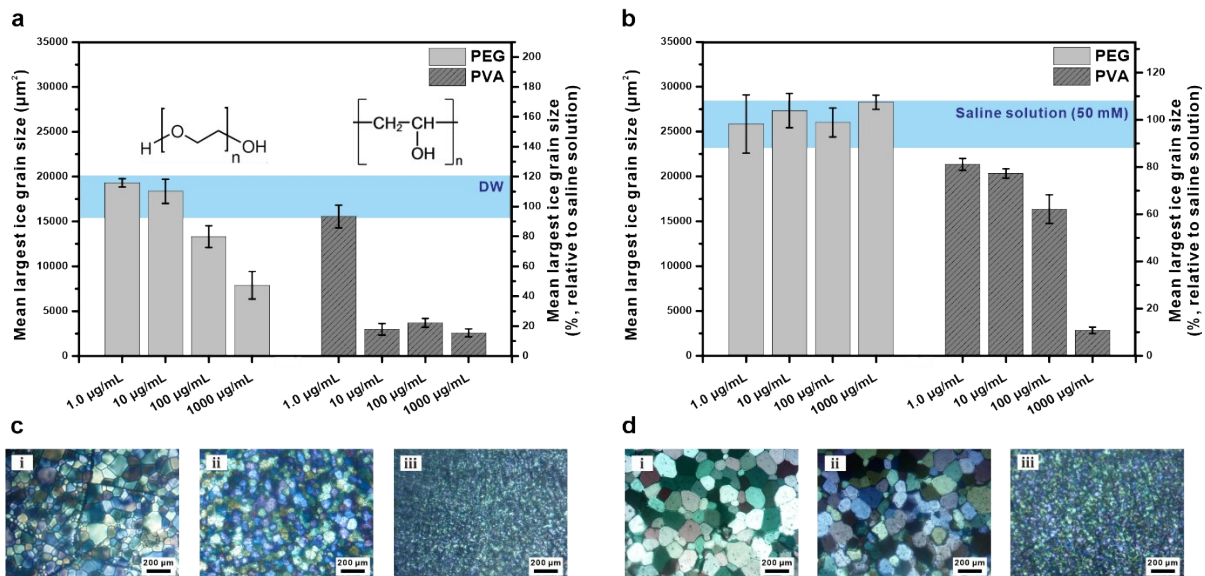 a
Mean largest ice grain size (µm²)
35000
30000
25000
20000
15000
10000
5000
0
PEG
PVA
H
O
n
OH
CH₂
CH
OH
n
DW
200
180
160
140
120
100
80
60
40
20
0
Mean largest ice grain size
(%, relative to saline solution)
1.0 µg/mL
10 µg/mL
100 µg/mL
1000 µg/mL
1.0 µg/mL
10 µg/mL
100 µg/mL
1000 µg/mL
b
Mean largest ice grain size (µm²)
35000
30000
25000
20000
15000
10000
5000
0
PEG
PVA
Saline solution (50 mM)
120
100
80
60
40
20
0
Mean largest ice grain size
(%, relative to saline solution)
1.0 µg/mL
10 µg/mL
100 µg/mL
1000 µg/mL
1.0 µg/mL
10 µg/mL
100 µg/mL
1000 µg/mL
c
i
200 µm
ii
200 µm
iii
200 µm
d
i
200 µm
ii
200 µm
iii
200 µm